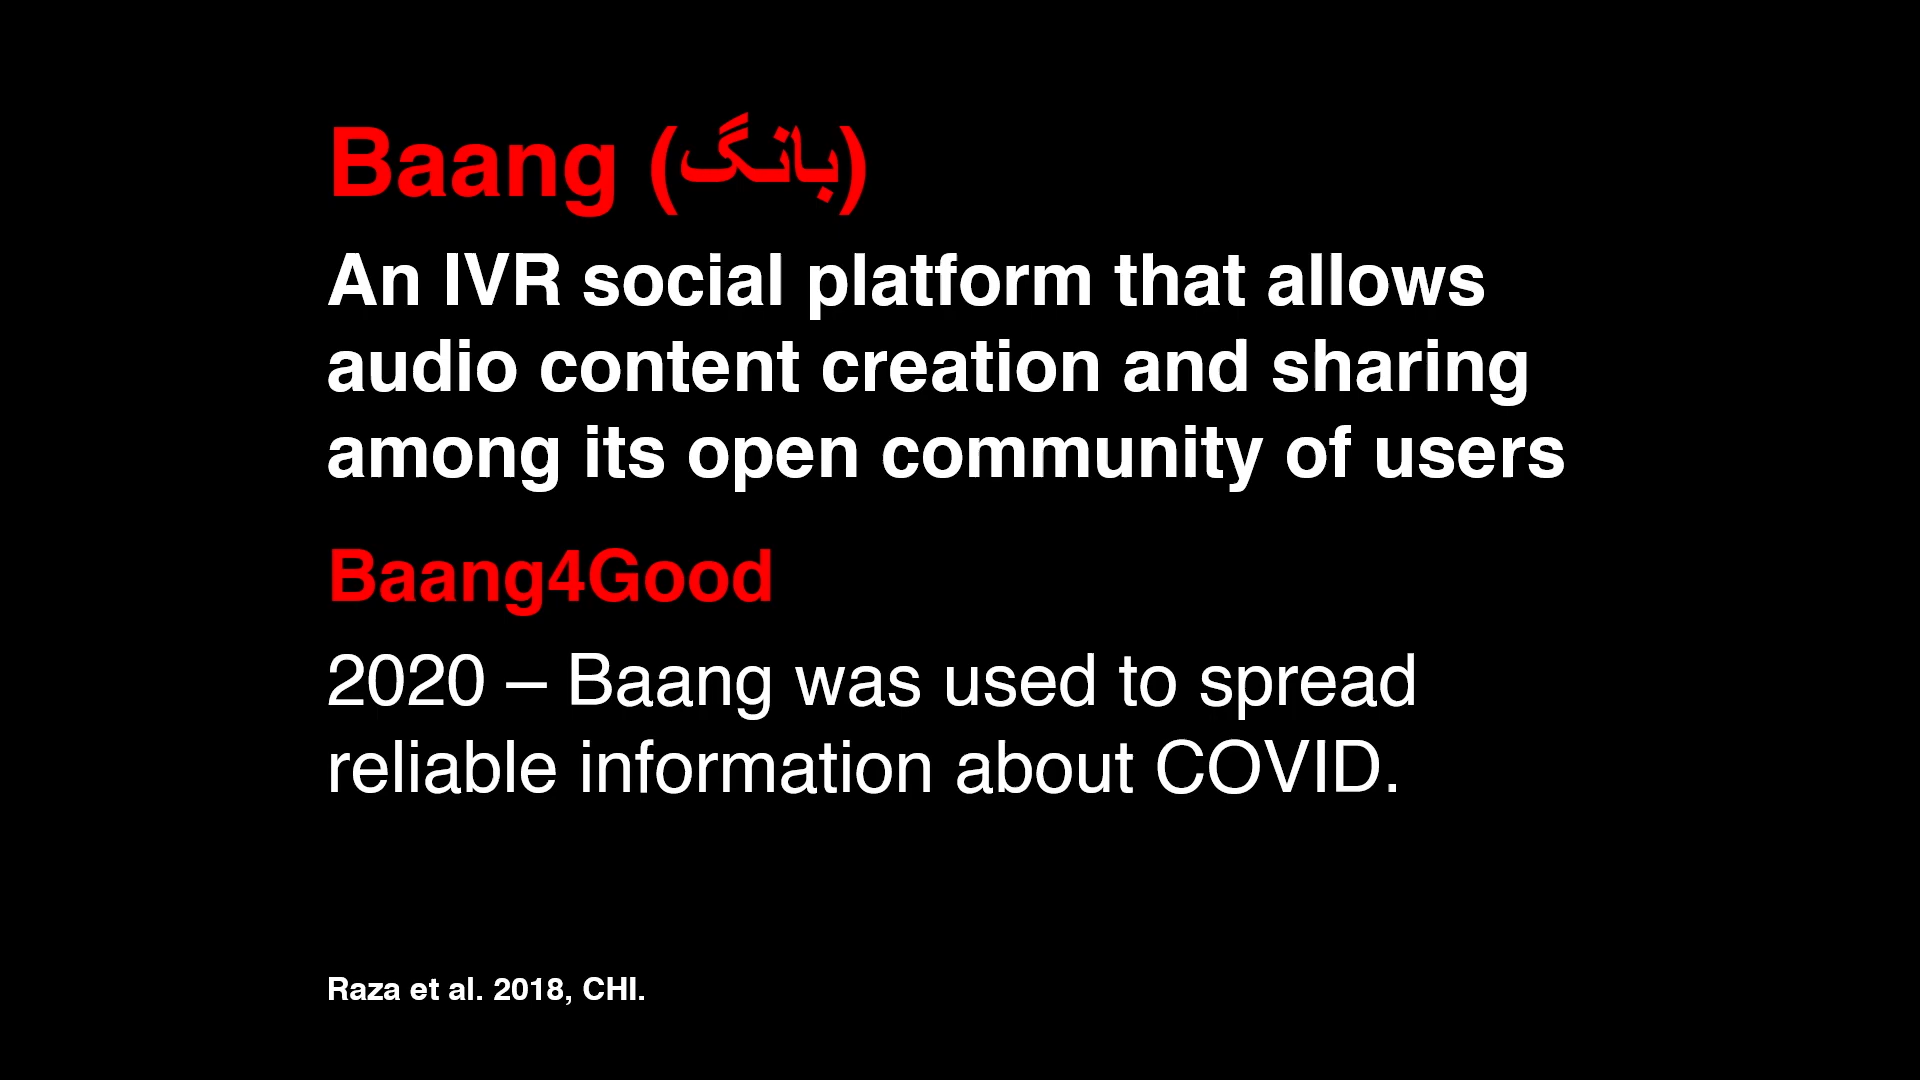 Baang (بانگ)
An IVR social platform that allows
audio content creation and sharing
among its open community of users
Baang4Good
2020 – Baang was used to spread
reliable information about COVID.
Raza et al. 2018, CHI.